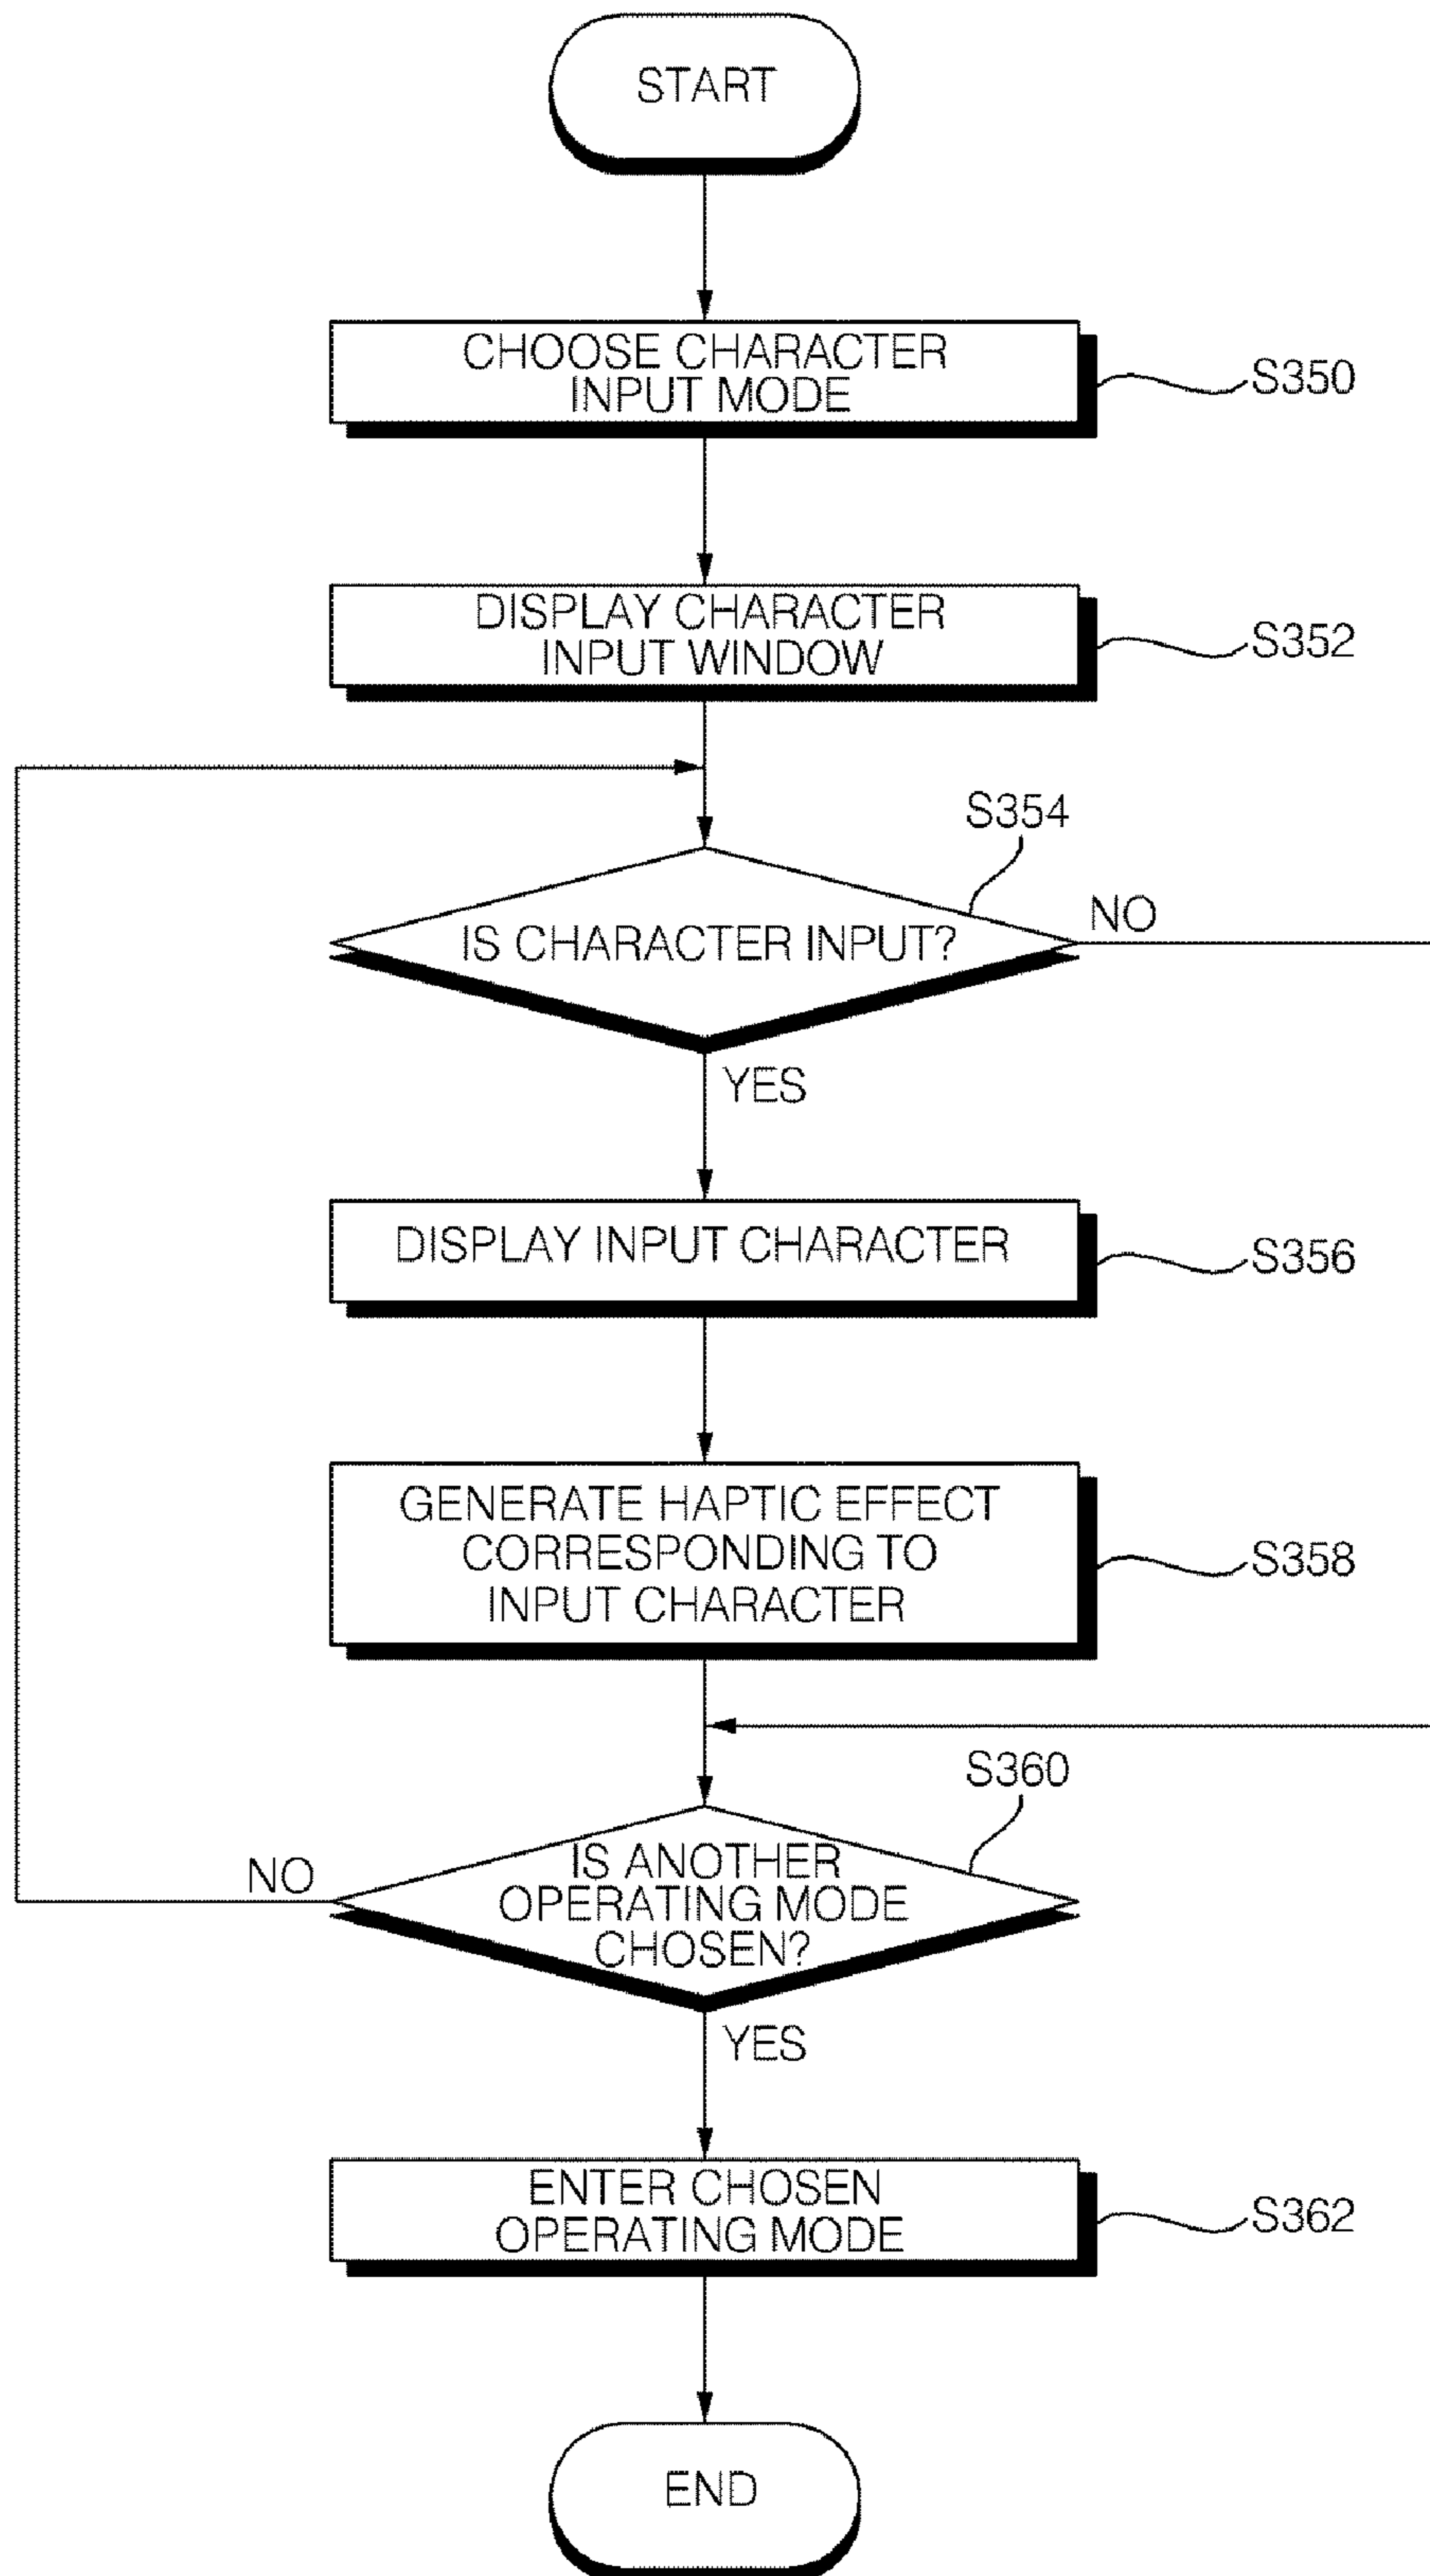 START
CHOOSE CHARACTER
INPUT MODE
S350
DISPLAY CHARACTER
INPUT WINDOW
S352
S354
IS CHARACTER INPUT?
NO
YES
DISPLAY INPUT CHARACTER
S356
GENERATE HAPTIC EFFECT
CORRESPONDING TO
INPUT CHARACTER
S358
S360
IS ANOTHER
OPERATING MODE
CHOSEN?
NO
YES
ENTER CHOSEN
OPERATING MODE
S362
END